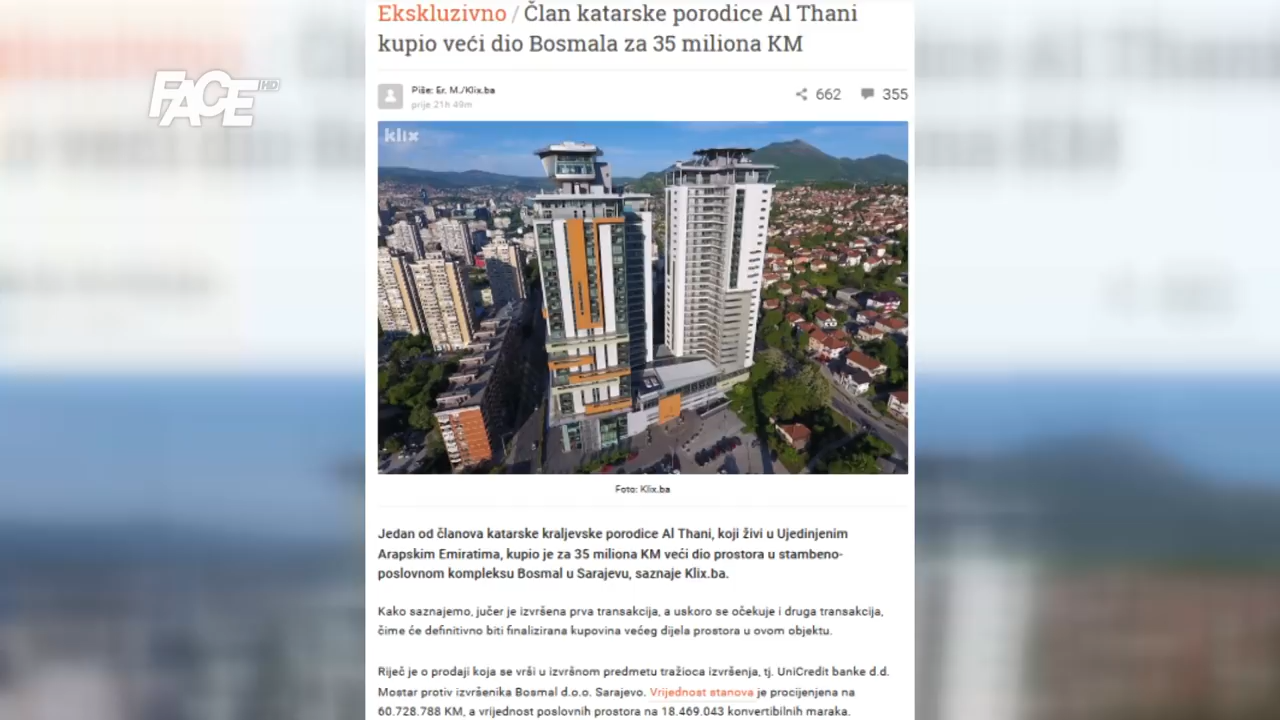 Ekskluzivno / Član katarske porodice Al Thani
kupio veći dio Bosmala za 35 miliona KM
FACE HD
Piše: Er. M./Klix.ba
prije 21h 49m
662
355
klix
Foto: Klix.ba
Jedan od članova katarske kraljevske porodice Al Thani, koji živi u Ujedinjenim
Arapskim Emiratima, kupio je za 35 miliona KM veći dio prostora u stambeno-
poslovnom kompleksu Bosmal u Sarajevu, saznaje Klix.ba.
Kako saznajemo, jučer je izvršena prva transakcija, a uskoro se očekuje i druga transakcija,
čime će definitivno biti finalizirana kupovina većeg dijela prostora u ovom objektu.
Riječ je o prodaji koja se vrši u izvršnom predmetu tražioca izvršenja, tj. UniCredit banke d.d.
Mostar protiv izvršenika Bosmal d.o.o. Sarajevo. Vrijednost stanova je procijenjena na
60.728.788 KM, a vrijednost poslovnih prostora na 18.469.043 konvertibilnih maraka.